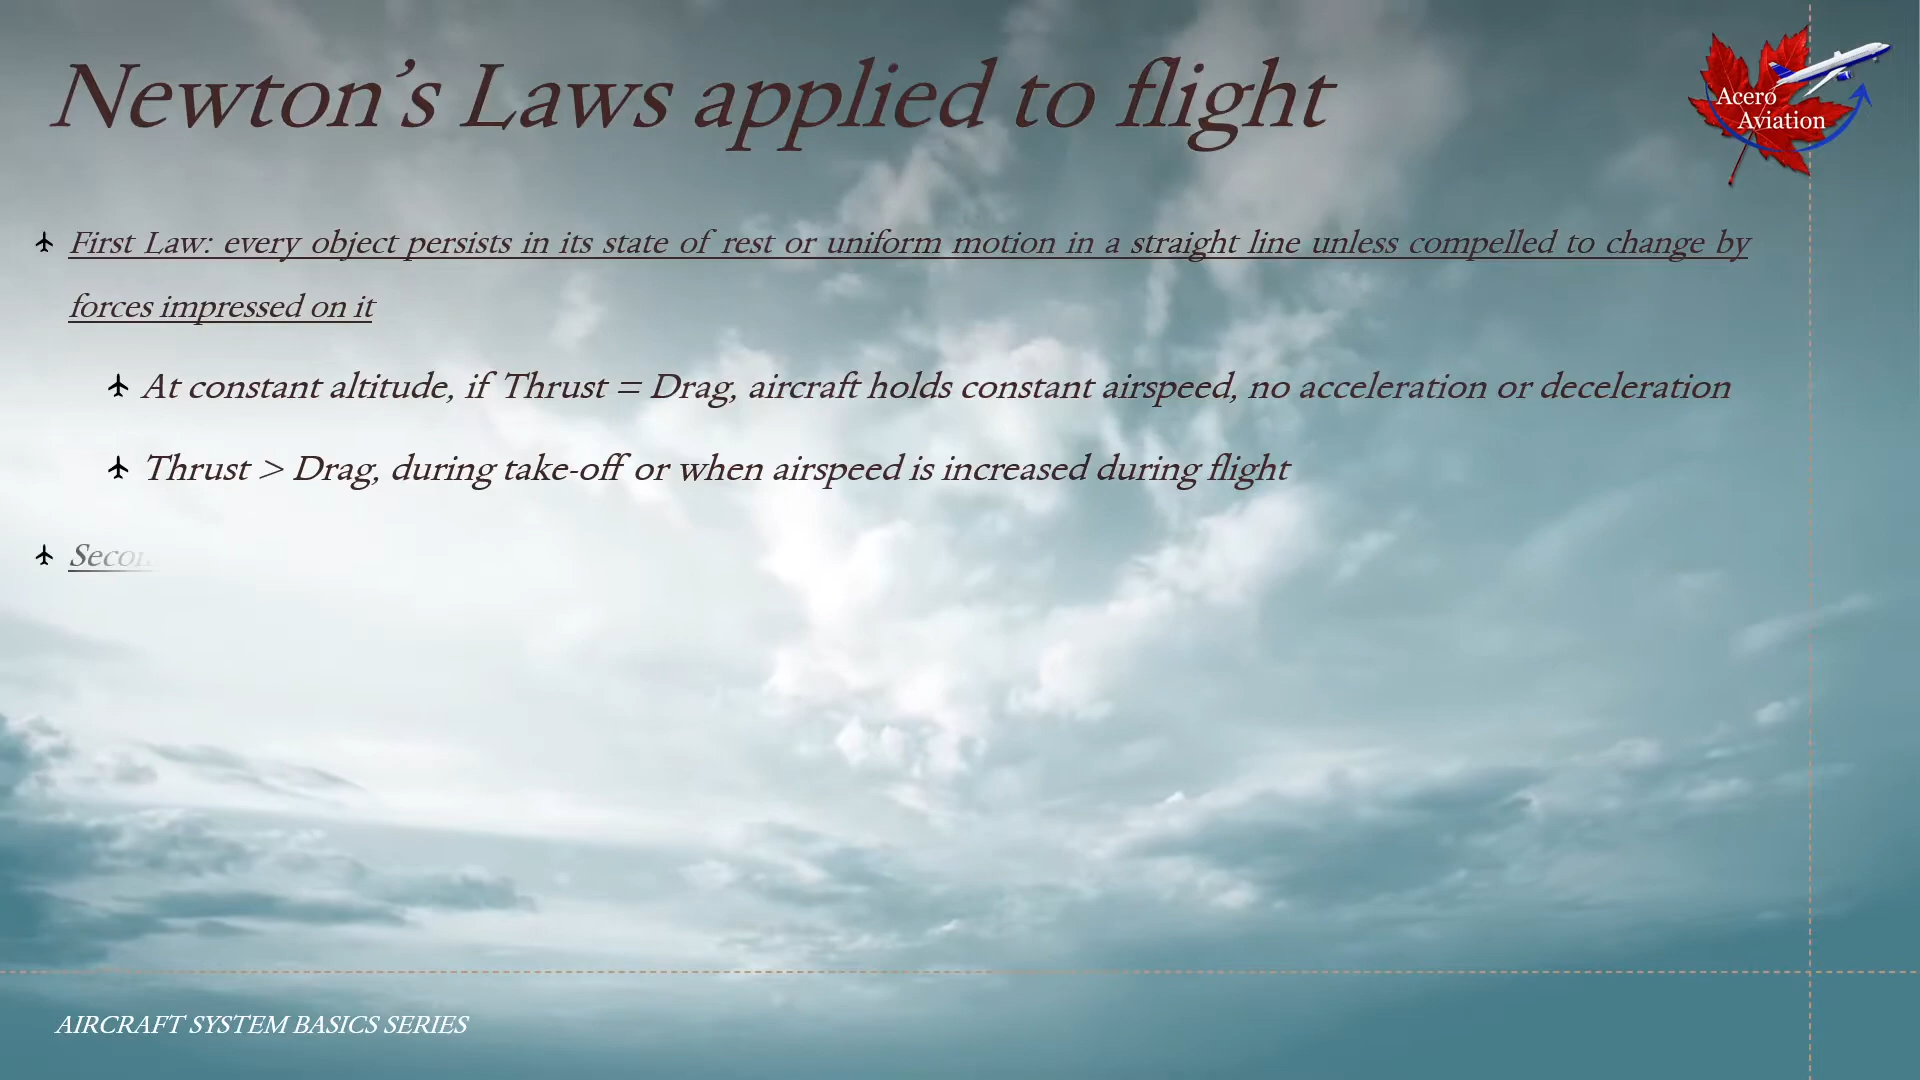 Newton’s Laws applied to flight
Acero
Aviation
First Law: every object persists in its state of rest or uniform motion in a straight line unless compelled to change by
forces impressed on it
At constant altitude, if Thrust = Drag, aircraft holds constant airspeed, no acceleration or deceleration
Thrust > Drag, during take-off or when airspeed is increased during flight
AIRCRAFT SYSTEM BASICS SERIES